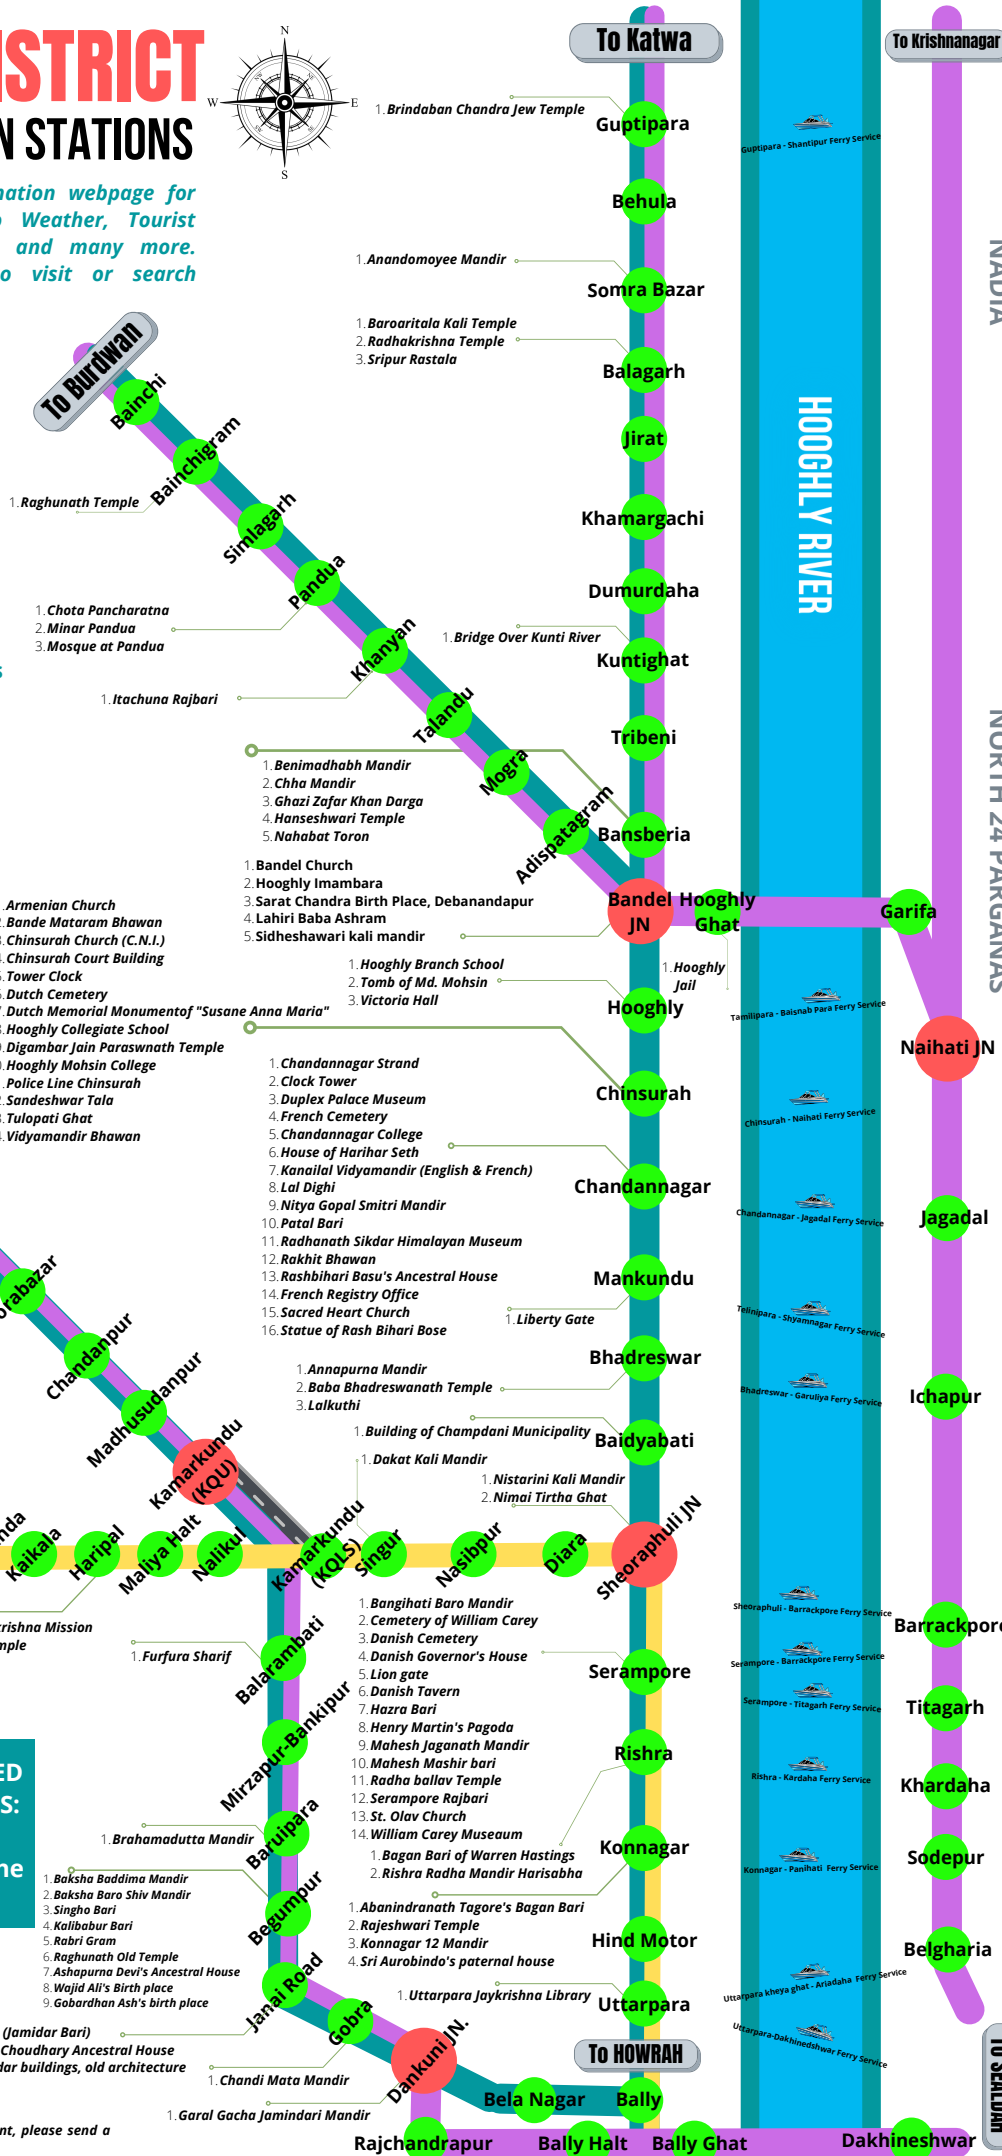 ISTRICT
N STATIONS
nation webpage for
Weather, Tourist
and many more.
o visit or search
N
W
E
S
To Katwa
To Krishnanagar
1. Brindaban Chandra Jew Temple
Guptipara
Guptipara - Shantipur Ferry Service
Behula
NADIA
1. Anandomoyee Mandir
Somra Bazar
1. Baroaritala Kali Temple
2. Radhakrishna Temple
3. Sripur Rastala
Balagarh
To Burdwan
Bainchi
HOOGHLY RIVER
Jirat
Bainchigram
1. Raghunath Temple
Simlagarh
Khamargachi
Pandua
1. Chota Pancharatna
2. Minar Pandua
3. Mosque at Pandua
Dumurdaha
1. Bridge Over Kunti River
Kuntighat
Khanyan
1. Itachuna Rajbari
s
Talandu
Tribeni
NORTH 24 PARGANAS
Mogra
1. Benimadhabh Mandir
2. Chha Mandir
3. Ghazi Zafar Khan Darga
4. Hanseshwari Temple
5. Nahabat Toron
Adispatagram
Bansberia
1. Bandel Church
2. Hooghly Imambara
3. Sarat Chandra Birth Place, Debanandapur
4. Lahiri Baba Ashram
5. Sidheshawari kali mandir
Bandel
JN
Hooghly
Ghat
Garifa
1. Hooghly
Jail
. Armenian Church
. Bande Mataram Bhawan
. Chinsurah Church (C.N.I.)
. Chinsurah Court Building
. Tower Clock
. Dutch Cemetery
. Dutch Memorial Monumentof "Susane Anna Maria"
. Hooghly Collegiate School
. Digambar Jain Paraswnath Temple
. Hooghly Mohsin College
. Police Line Chinsurah
. Sandeshwar Tala
. Tulopati Ghat
. Vidyamandir Bhawan
1. Hooghly Branch School
2. Tomb of Md. Mohsin
3. Victoria Hall
Hooghly
Tamilipara - Baisnab Para Ferry Service
Naihati JN
Chinsurah
Chinsurah - Naihati Ferry Service
1. Chandannagar Strand
2. Clock Tower
3. Duplex Palace Museum
4. French Cemetery
5. Chandannagar College
6. House of Harihar Seth
7. Kanailal Vidyamandir (English & French)
8. Lal Dighi
9. Nitya Gopal Smitri Mandir
10. Patal Bari
11. Radhanath Sikdar Himalayan Museum
12. Rakhit Bhawan
13. Rashbihari Basu's Ancestral House
14. French Registry Office
15. Sacred Heart Church
16. Statue of Rash Bihari Bose
Chandannagar
Chandannagar - Jagadal Ferry Service
Jagadal
Mankundu
1. Liberty Gate
Telinipara - Shyamnagar Ferry Service
orabazar
Chandanpur
Madhusudanpur
Kamarkundu
(KQU)
Bhadreswar
1. Annapurna Mandir
2. Baba Bhadreswanath Temple
3. Lalkuthi
Bhadreswar - Garuliya Ferry Service
Ichapur
1. Building of Champdani Municipality
Baidyabati
1. Dakat Kali Mandir
1. Nistarini Kali Mandir
2. Nimai Tirtha Ghat
nda
Kaikala
Haripal
Maliya Halt
Nalikul
Kamarkundu
(KQLS)
Singur
Nasibpur
Diara
Sheoraphuli JN
Sheoraphuli - Barrackpore Ferry Service
Barrackpore
rishna Mission
mple
1. Furfura Sharif
Balarambati
1. Bangihati Baro Mandir
2. Cemetery of William Carey
3. Danish Cemetery
4. Danish Governor's House
5. Lion gate
6. Danish Tavern
7. Hazra Bari
8. Henry Martin's Pagoda
9. Mahesh Jaganath Mandir
10. Mahesh Mashir bari
11. Radha ballav Temple
12. Serampore Rajbari
13. St. Olav Church
14. William Carey Museaum
Serampore
Serampore - Barrackpore Ferry Service
Serampore - Titagarh Ferry Service
Titagarh
Mirzapur-Bankipur
Rishra
Rishra - Kardaha Ferry Service
Khardaha
1. Bagan Bari of Warren Hastings
2. Rishra Radha Mandir Harisabha
ED
S:
ne
Baruipara
1. Brahamadutta Mandir
Konnagar
Konnagar - Panihati Ferry Service
Sodepur
1. Baksha Baddima Mandir
2. Baksha Baro Shiv Mandir
3. Singho Bari
4. Kalibabur Bari
5. Rabri Gram
6. Raghunath Old Temple
7. Ashapurna Devi's Ancestral House
8. Wajid Ali's Birth place
9. Gobardhan Ash's birth place
Begumpur
1. Abanindranath Tagore's Bagan Bari
2. Rajeshwari Temple
3. Konnagar 12 Mandir
4. Sri Aurobindo's paternal house
Hind Motor
Belgharia
Janai Road
1. Uttarpara Jaykrishna Library
Uttarpara
Uttarpara kheya ghat - Ariadaha Ferry Service
Uttarpara-Dakhinedshwar Ferry Service
(Jamidar Bari)
Choudhary Ancestral House
dar buildings, old architecture
Gobra
1. Chandi Mata Mandir
Dankuni JN.
To HOWRAH
To SEALDAH
1. Garal Gacha Jamindari Mandir
Bela Nagar
Bally
nt, please send a
Rajchandrapur
Bally Halt
Bally Ghat
Dakhineshwar